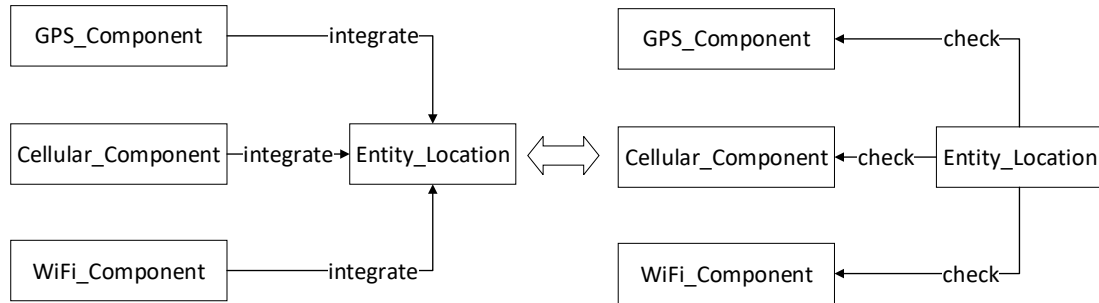 GPS_Component
integrate
Cellular_Component
integrate
Entity_Location
WiFi_Component
integrate
GPS_Component
check
Cellular_Component
check
Entity_Location
WiFi_Component
check